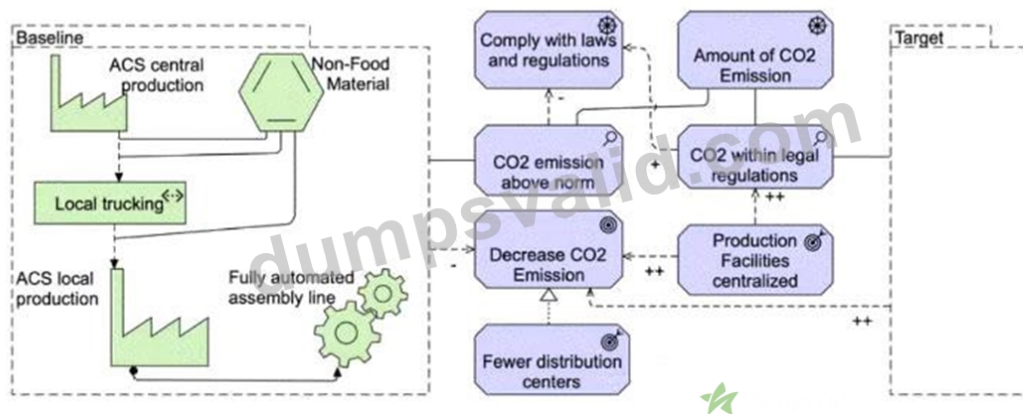 Baseline
ACS central
production
Non-Food
Material
Local trucking
ACS local
production
Fully automated
assembly line
Comply with laws
and regulations
Amount of CO2
Emission
-
+
CO2 emission
above norm
CO2 within legal
regulations
++
Decrease CO2
Emission
-
++
Production
Facilities
centralized
++
Fewer distribution
centers
Target
dumpsvalid.com